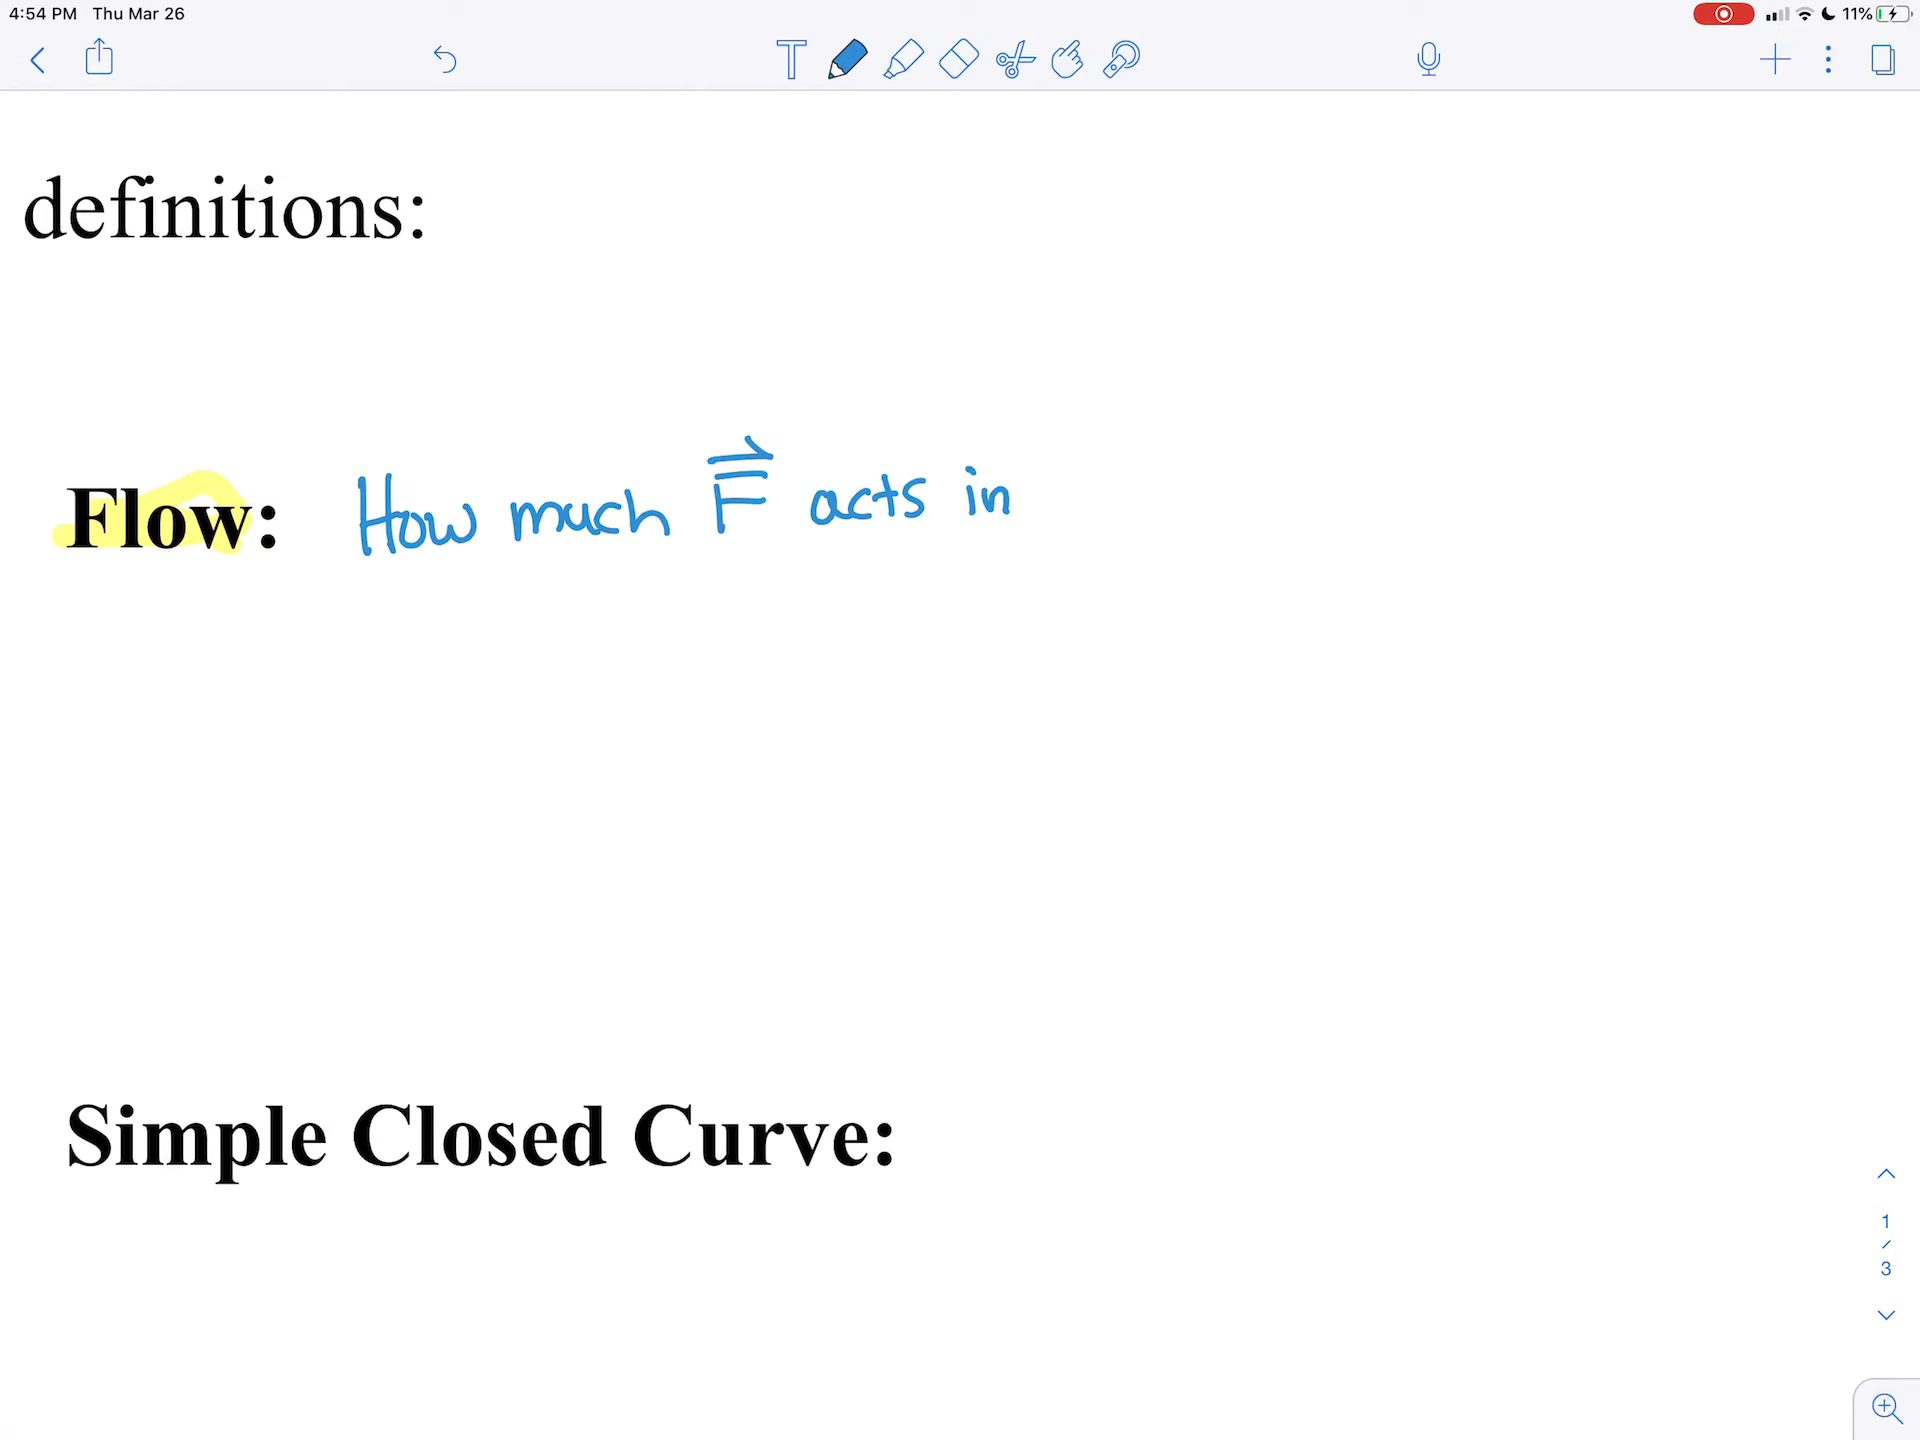 4:54 PM Thu Mar 26 11%
definitions:
Flow: How much F⃗ acts in
Simple Closed Curve:
1
/
3